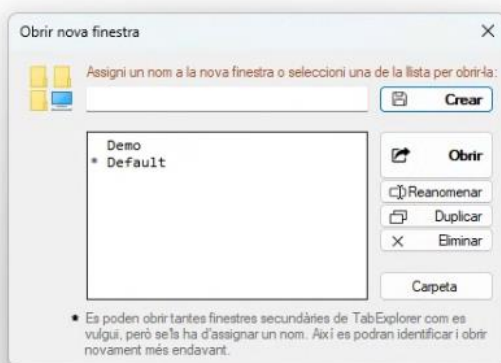 Obrir nova finestra
Assigni un nom a la nova finestra o seleccioni una de la llista per obrir-la:
Crear
Demo
* Default
Obrir
Reanomenar
Duplicar
Eliminar
Carpeta
* Es poden obrir tantes finestres secundàries de TabExplorer com es
vulgui, però se'ls ha d'assignar un nom. Així es podran identificar i obrir
novament més endavant.